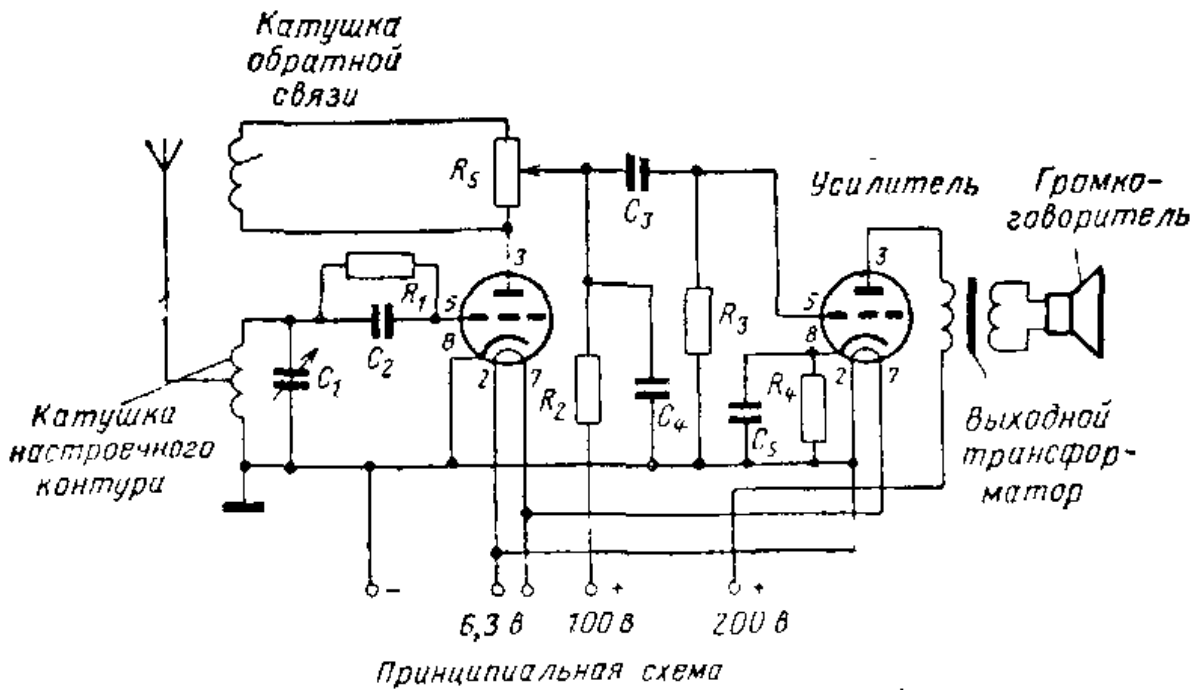 Катушка
обратной
связи
R5
C3
Усилитель
Громко-
говоритель
3
3
R1
5
5
8
8
C2
C1
2
7
R2
C4
R3
C5
R4
2
7
Катушка
настроечного
контура
Выходной
трансфор-
матор
-
+
+
6,3 в
100 в
200 в
Принципиальная схема